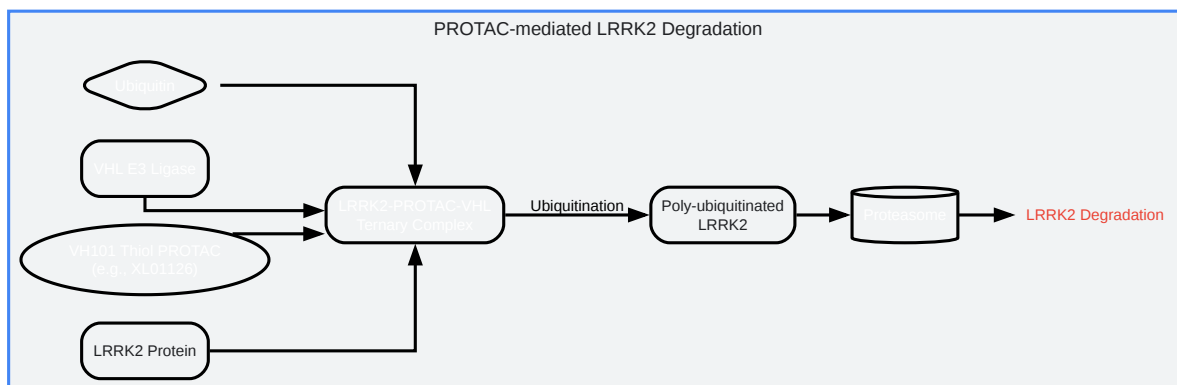 PROTAC-mediated LRRK2 Degradation
Ubiquitin
VHL E3 Ligase
VH101 Thiol PROTAC
(e.g., XL01126)
LRRK2 Protein
LRRK2-PROTAC-VHL
Ternary Complex
Ubiquitination
Poly-ubiquitinated
LRRK2
Proteasome
LRRK2 Degradation